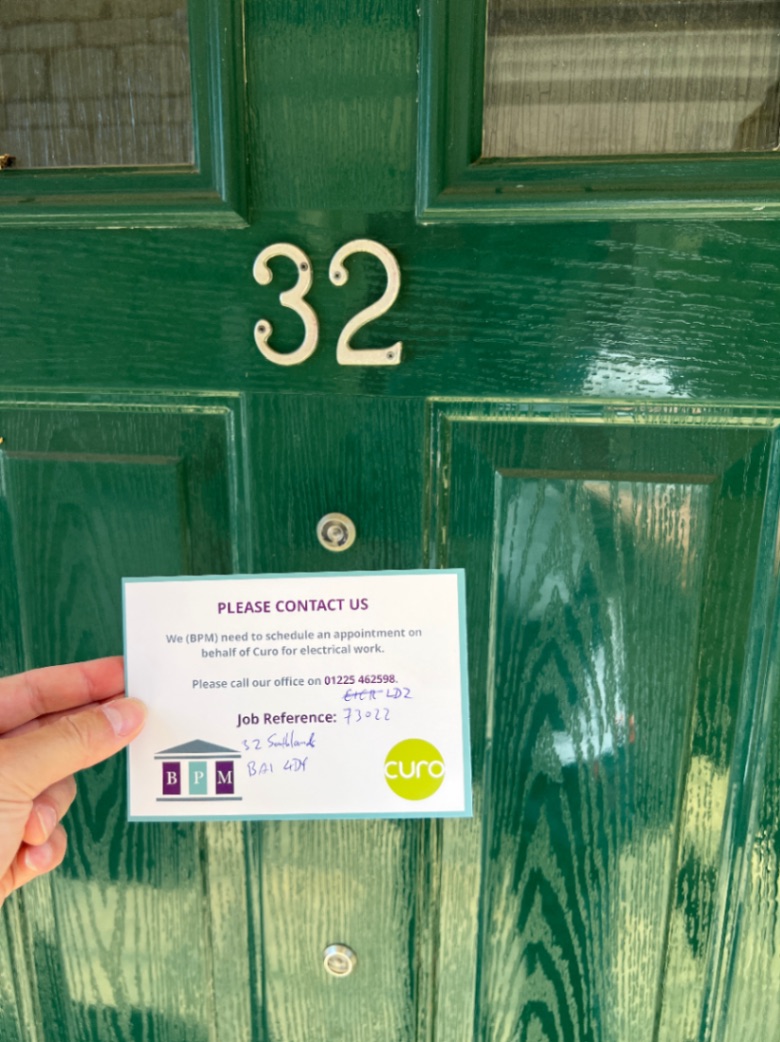 32
PLEASE CONTACT US
We (BPM) need to schedule an appointment on
behalf of Curo for electrical work.
Please call our office on 01225 462598.
EICR LD2
Job Reference: 73022
32 Southlands
BA1 4DY
BPM
curo